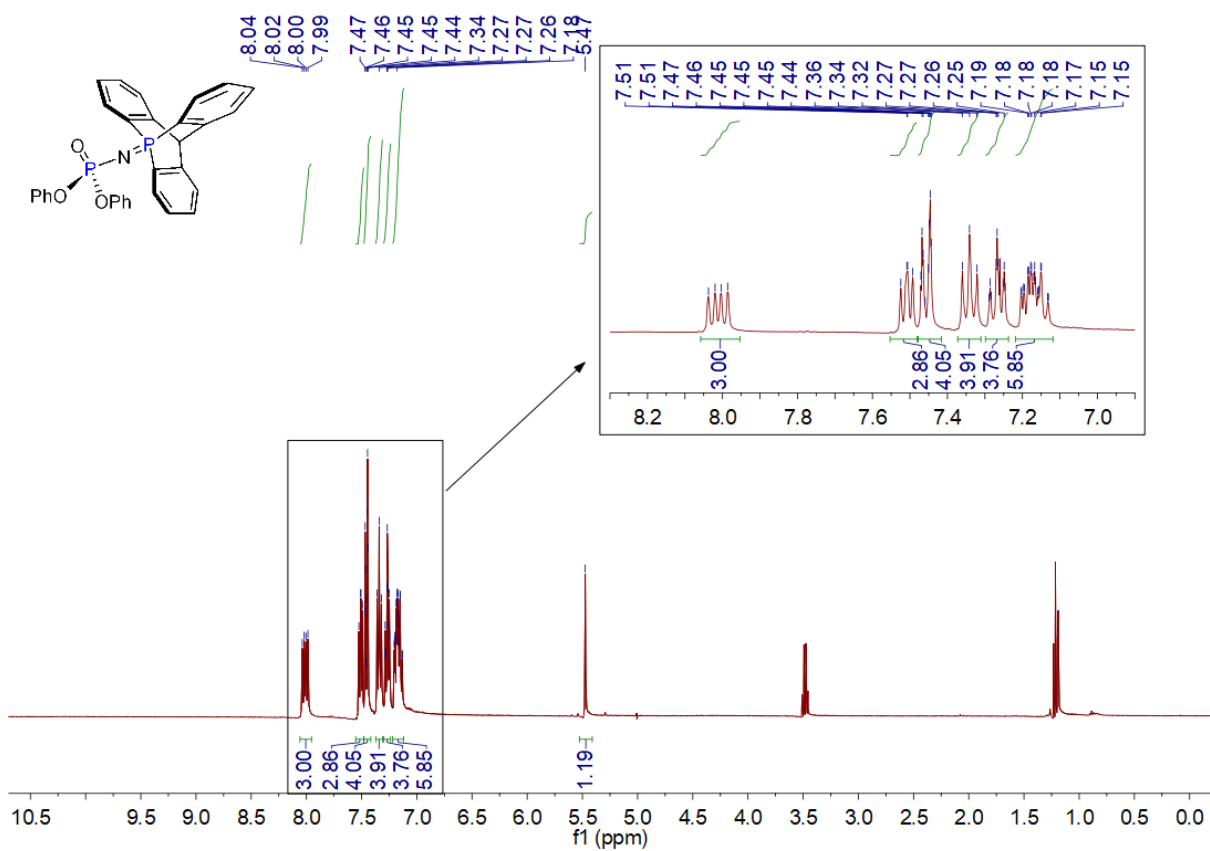 8.04 8.02 8.00 7.99 7.47 7.46 7.45 7.45 7.44 7.34 7.27 7.27 7.26 7.18 5.47
7.51 7.51 7.47 7.46 7.45 7.45 7.45 7.44 7.36 7.34 7.32 7.27 7.27 7.26 7.25 7.19 7.18 7.18 7.18 7.17 7.15 7.15
O
P N P
PhO OPh
3.00 2.86 4.05 3.91 3.76 5.85
8.2 8.0 7.8 7.6 7.4 7.2 7.0
3.00 2.86 4.05 3.91 3.76 5.85 1.19
10.5 9.5 9.0 8.5 8.0 7.5 7.0 6.5 6.0 5.5 5.0 4.5 4.0 3.5 3.0 2.5 2.0 1.5 1.0 0.5 0.0
f1 (ppm)